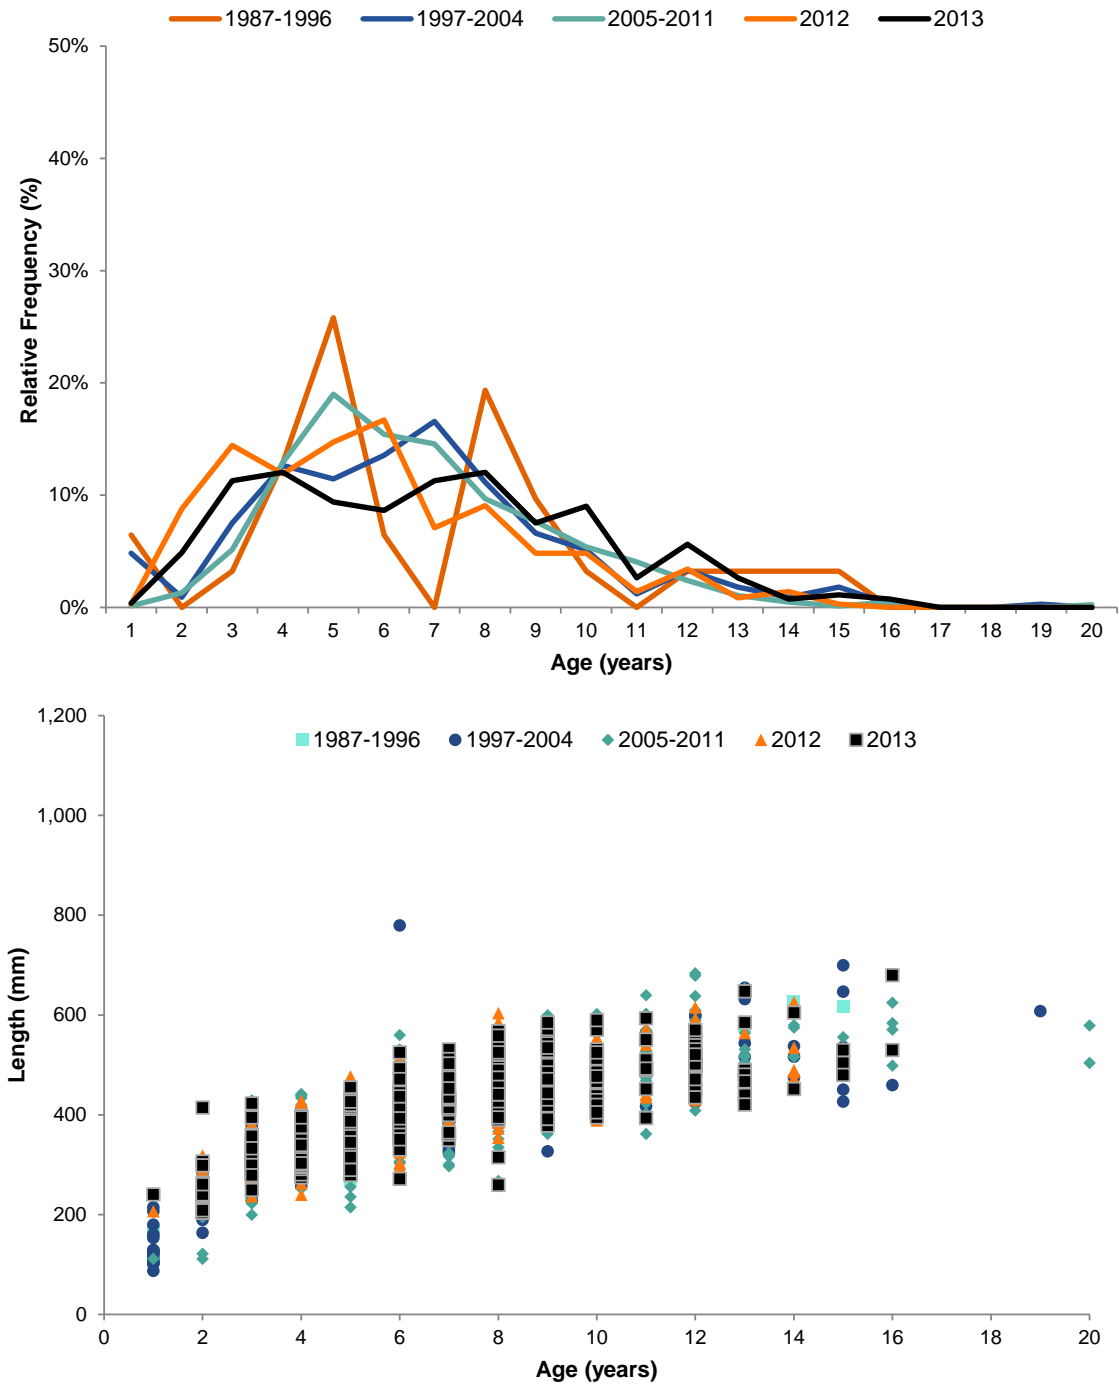 1987-1996 1997-2004 2005-2011 2012 2013
50%
40%
30%
20%
10%
0%
Relative Frequency (%)
1 2 3 4 5 6 7 8 9 10 11 12 13 14 15 16 17 18 19 20
Age (years)
1,200
1,000
800
600
400
200
0
Length (mm)
1987-1996 1997-2004 2005-2011 2012 2013
0 2 4 6 8 10 12 14 16 18 20
Age (years)